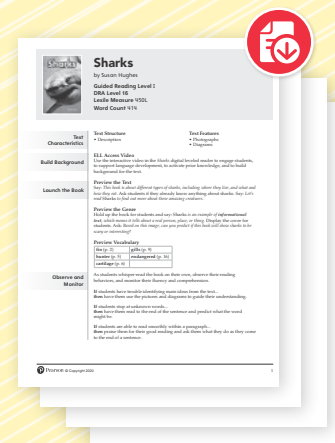 Sharks
Sharks
by Susan Hughes
Guided Reading Level I
DRA Level 16
Lexile Measure 450L
Word Count 414
Text
Characteristics
Text Structure
• Description
Text Features
• Photographs
• Diagrams
Build Background
ELL Access Video
Use the interactive video in the Sharks digital leveled reader to engage students,
to support language development, to activate prior knowledge, and to build
background for the text.
Launch the Book
Preview the Text
Say: This book is about different types of sharks, including where they live, and what and
how they eat. Ask students if they already know anything about sharks. Say: Let's
read Sharks to find out more about these amazing creatures.
Preview the Genre
Hold up the book for students and say: Sharks is an example of informational
text, which means it tells about a real person, place, or thing. Display the cover for
students. Ask: Based on this image, can you predict if this book will show sharks to be
scary or interesting?
Preview Vocabulary
fin (p. 2) gills (p. 9)
hunter (p. 5) endangered (p. 16)
cartilage (p. 6)
Observe and
Monitor
As students whisper-read the book on their own, observe their reading
behaviors, and monitor their fluency and comprehension.
If students have trouble identifying main ideas from the text...
then have them use the pictures and diagrams to guide their understanding.
If students stop at unknown words...
then have them read to the end of the sentence and predict what the word
might be.
If students are able to read smoothly within a paragraph...
then praise them for their good reading and ask them what they do as they come
to the end of a sentence.
Pearson © Copyright 2020
1